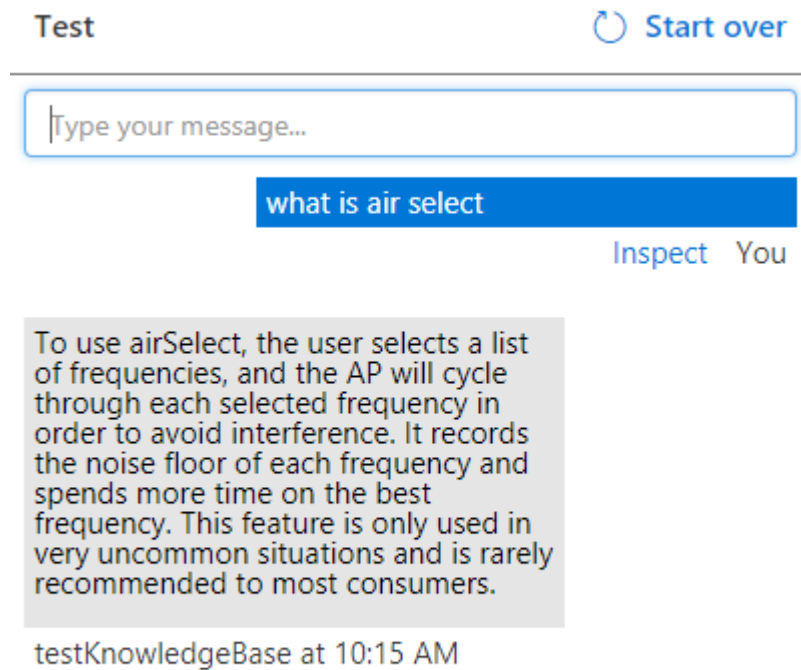 Test
Start over
Type your message...
what is air select
Inspect You
To use airSelect, the user selects a list
of frequencies, and the AP will cycle
through each selected frequency in
order to avoid interference. It records
the noise floor of each frequency and
spends more time on the best
frequency. This feature is only used in
very uncommon situations and is rarely
recommended to most consumers.
testKnowledgeBase at 10:15 AM